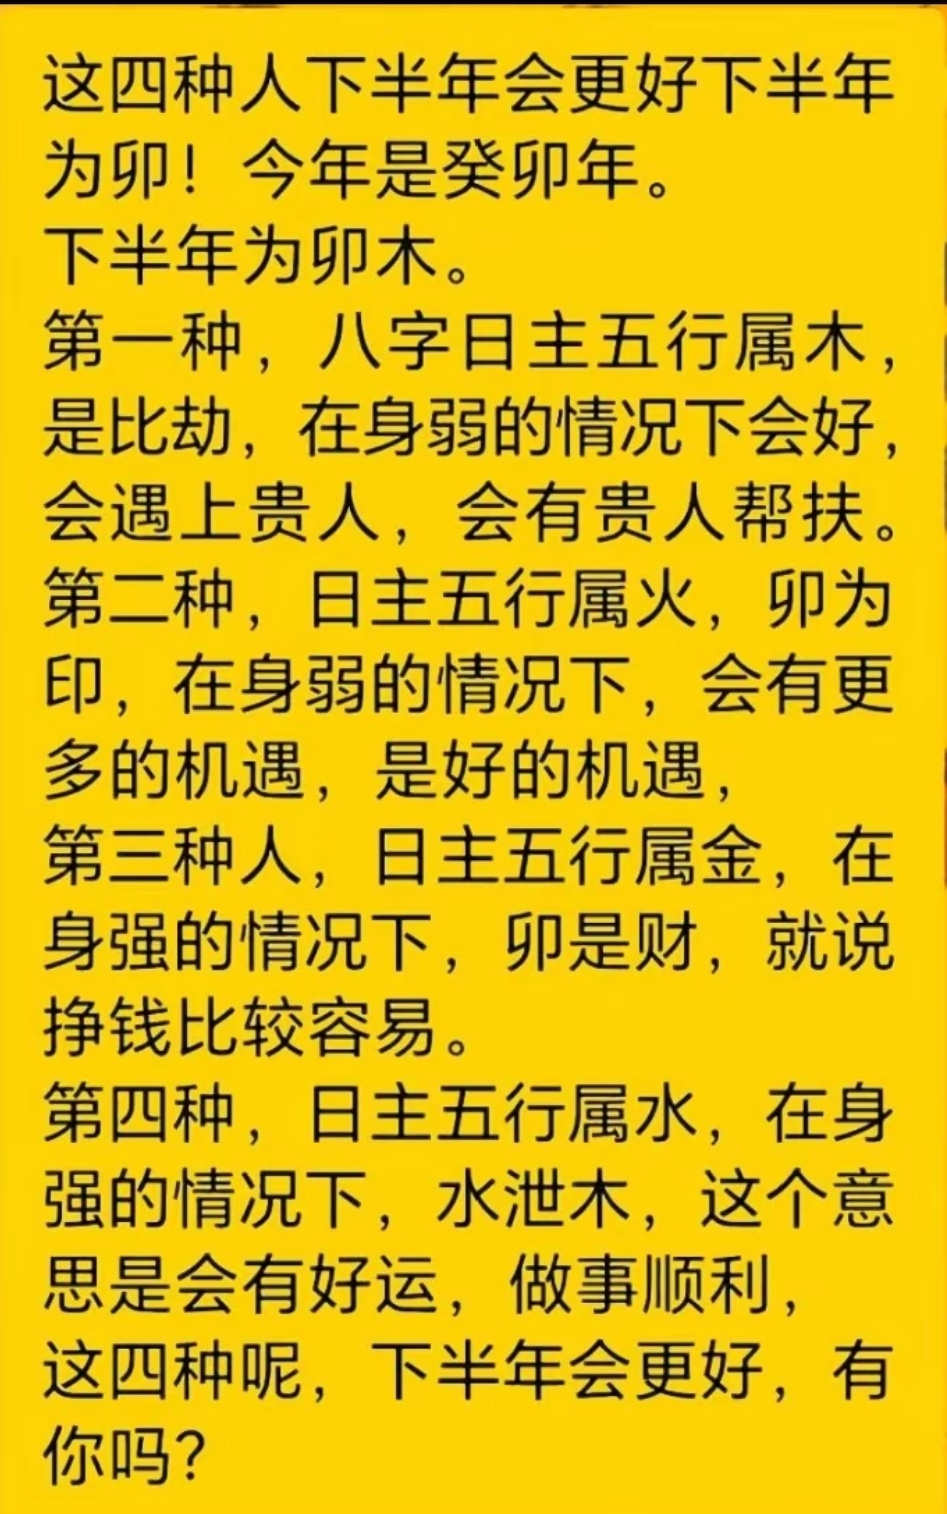 这四种人下半年会更好下半年
为卯！今年是癸卯年。
下半年为卯木。
第一种，八字日主五行属木，
是比劫，在身弱的情况下会好，
会遇上贵人，会有贵人帮扶。
第二种，日主五行属火，卯为
印，在身弱的情况下，会有更
多的机遇，是好的机遇，
第三种人，日主五行属金，在
身强的情况下，卯是财，就说
挣钱比较容易。
第四种，日主五行属水，在身
强的情况下，水泄木，这个意
思是会有好运，做事顺利，
这四种呢，下半年会更好，有
你吗？